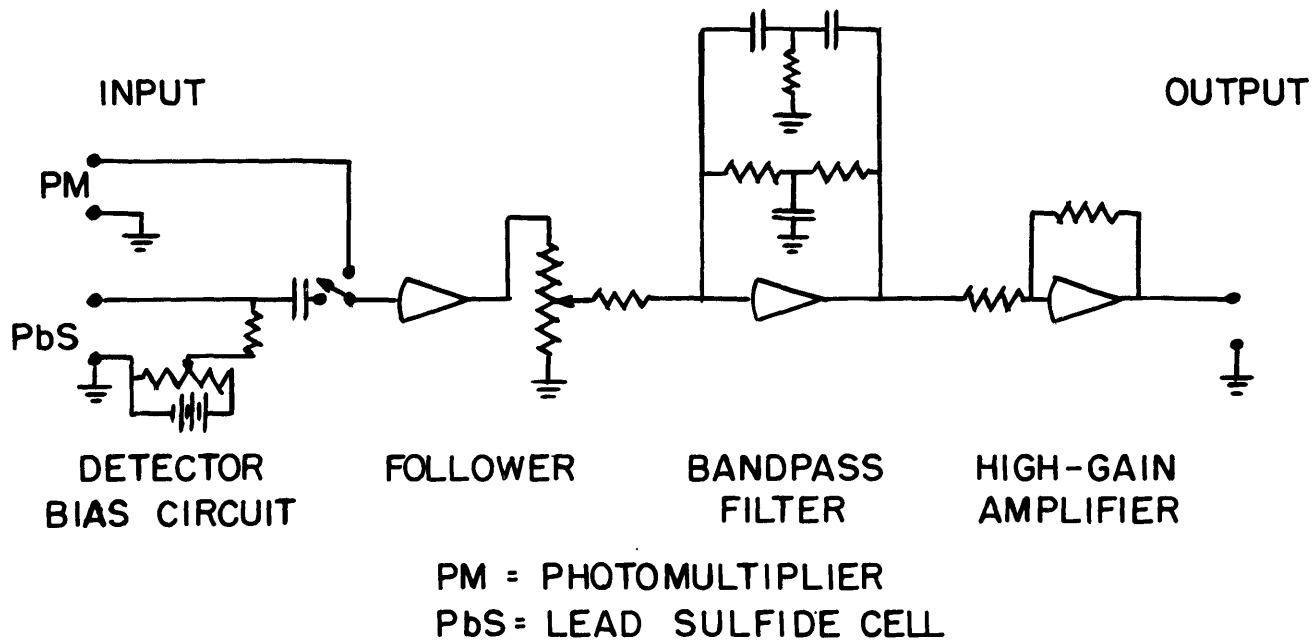 INPUT
OUTPUT
PM
PbS
DETECTOR
BIAS CIRCUIT
FOLLOWER
BANDPASS
FILTER
HIGH-GAIN
AMPLIFIER
PM = PHOTOMULTIPLIER
PbS= LEAD SULFIDE CELL